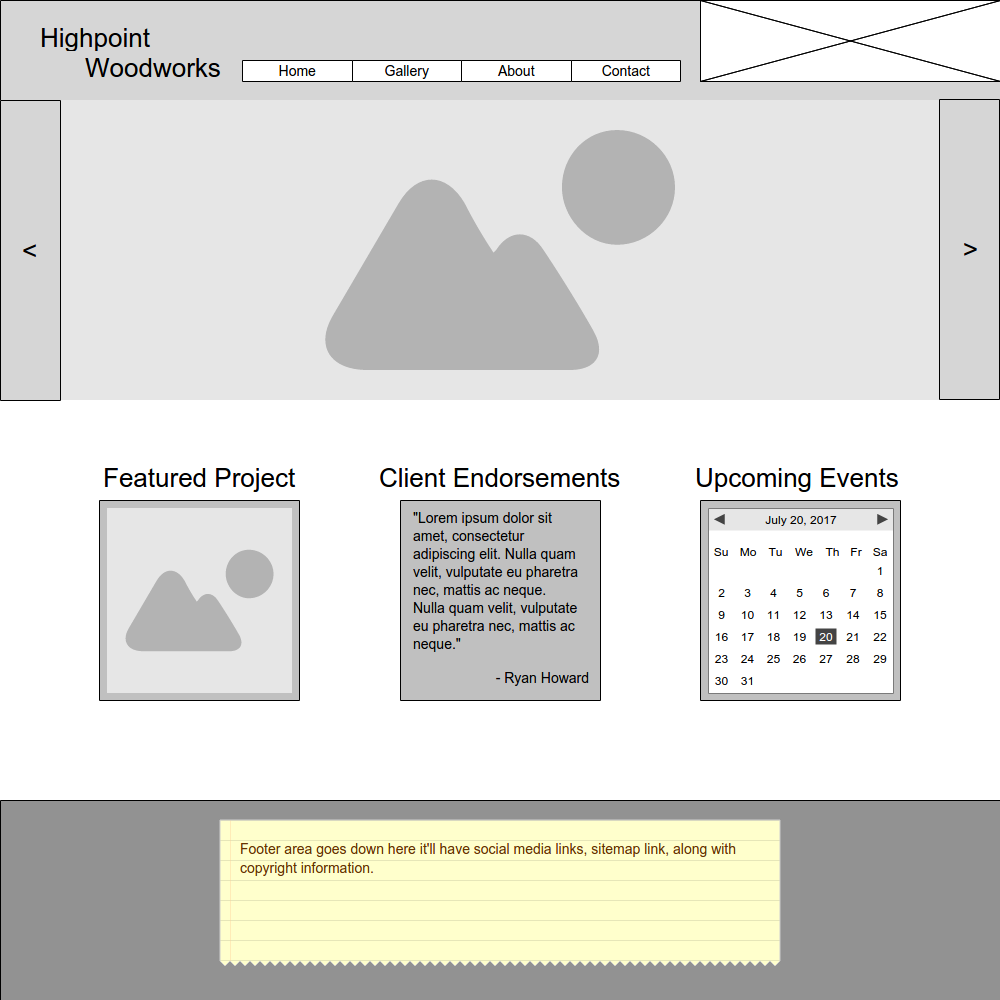 Highpoint
Woodworks
Home Gallery About Contact
< >
Featured Project Client Endorsements Upcoming Events
"Lorem ipsum dolor sit
amet, consectetur
adipiscing elit. Nulla quam
velit, vulputate eu pharetra
nec, mattis ac neque.
Nulla quam velit, vulputate
eu pharetra nec, mattis ac
neque."
- Ryan Howard
July 20, 2017
Su Mo Tu We Th Fr Sa
1
2 3 4 5 6 7 8
9 10 11 12 13 14 15
16 17 18 19 20 21 22
23 24 25 26 27 28 29
30 31
Footer area goes down here it'll have social media links, sitemap link, along with
copyright information.